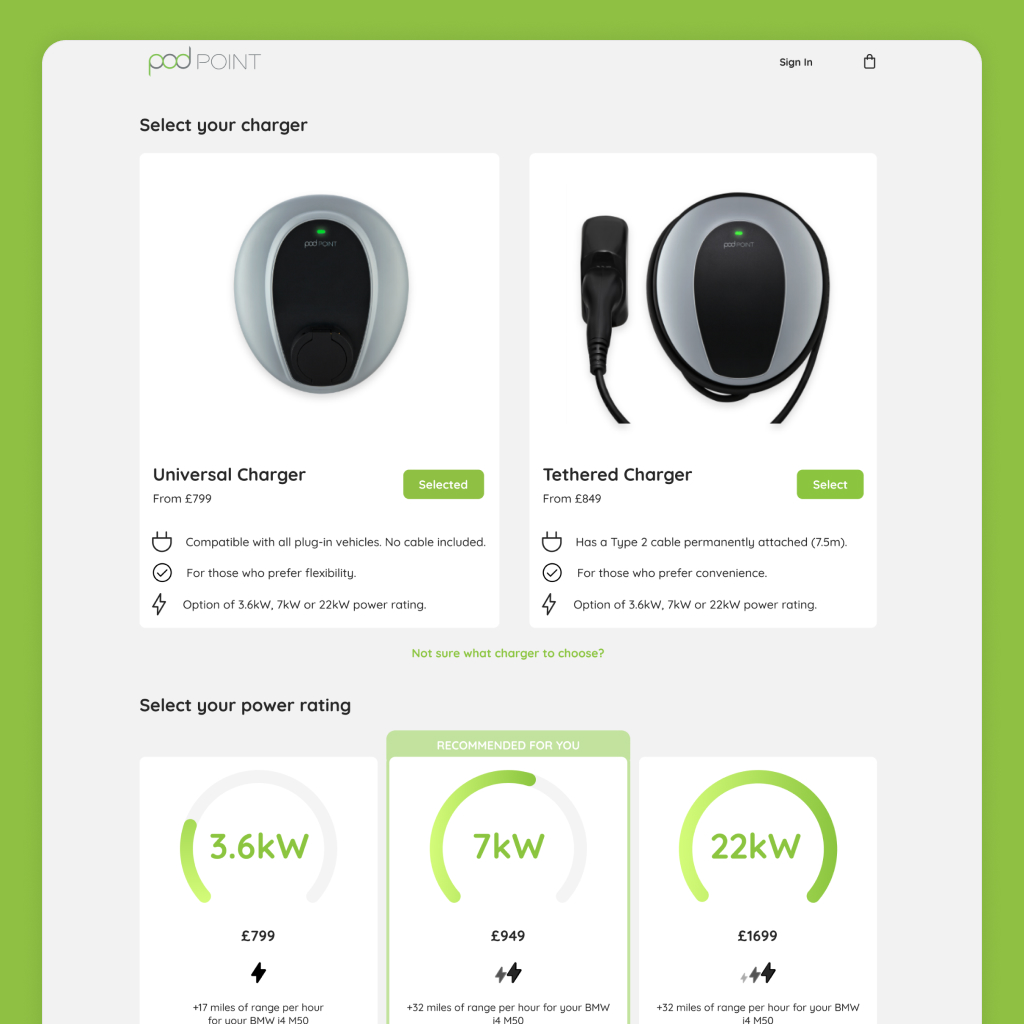 pod POINT
Sign In
Select your charger
pod POINT
pod POINT
Universal Charger
From £799
Selected
Compatible with all plug-in vehicles. No cable included.
For those who prefer flexibility.
Option of 3.6kW, 7kW or 22kW power rating.
Tethered Charger
From £849
Select
Has a Type 2 cable permanently attached (7.5m).
For those who prefer convenience.
Option of 3.6kW, 7kW or 22kW power rating.
Not sure what charger to choose?
Select your power rating
3.6kW
£799
+17 miles of range per hour
for your BMW i4 M50
RECOMMENDED FOR YOU
7kW
£949
+32 miles of range per hour for your BMW
i4 M50
22kW
£1699
+32 miles of range per hour for your BMW
i4 M50